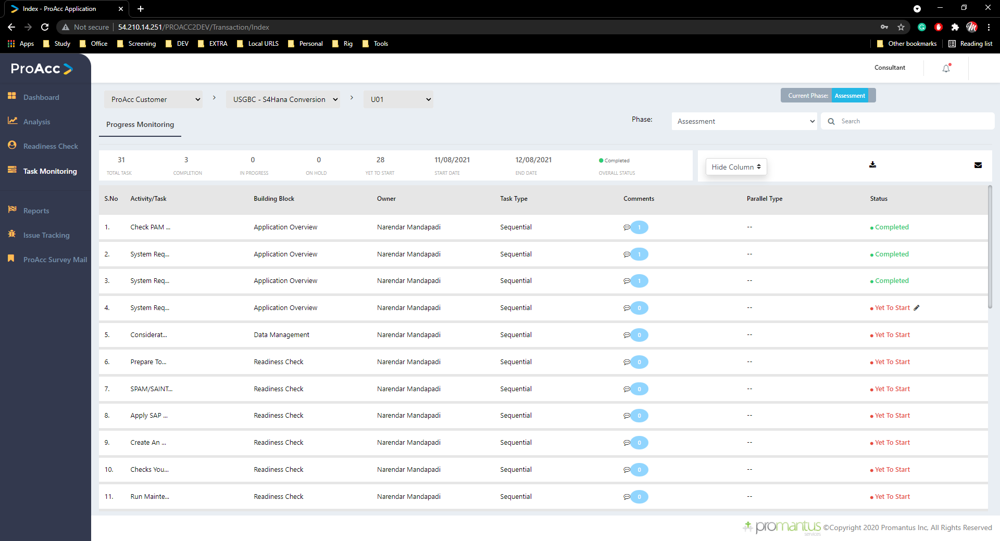 Index - ProAcc Application
Not secure 54.210.14.251/PROACC2DEV/Transaction/Index
Apps Study Office Screening DEV EXTRA Local URLS Personal Rig Tools Other bookmarks Reading list
ProAcc
Consultant
Dashboard
Analysis
Readiness Check
Task Monitoring
Reports
Issue Tracking
ProAcc Survey Mail
ProAcc Customer USGBC - S4Hana Conversion U01
Current Phase: Assessment
Progress Monitoring
Phase: Assessment Search
31 3 0 0 28 11/08/2021 12/08/2021 Completed
TOTAL TASK COMPLETION IN PROGRESS ON HOLD YET TO START START DATE END DATE OVERALL STATUS
Hide Column
S.No Activity/Task Building Block Owner Task Type Comments Parallel Type Status
1. Check PAM ... Application Overview Narendar Mandapadi Sequential 1 -- Completed
2. System Req... Application Overview Narendar Mandapadi Sequential 1 -- Completed
3. System Req... Application Overview Narendar Mandapadi Sequential 1 -- Completed
4. System Req... Application Overview Narendar Mandapadi Sequential 0 -- Yet To Start
5. Considerat... Data Management Narendar Mandapadi Sequential 0 -- Yet To Start
6. Prepare To... Readiness Check Narendar Mandapadi Sequential 0 -- Yet To Start
7. SPAM/SAINT... Readiness Check Narendar Mandapadi Sequential 0 -- Yet To Start
8. Apply SAP ... Readiness Check Narendar Mandapadi Sequential 0 -- Yet To Start
9. Create An ... Readiness Check Narendar Mandapadi Sequential 0 -- Yet To Start
10. Checks You... Readiness Check Narendar Mandapadi Sequential 0 -- Yet To Start
11. Run Mainte... Readiness Check Narendar Mandapadi Sequential 0 -- Yet To Start
promantus services ©Copyright 2020 Promantus Inc, All Rights Reserved